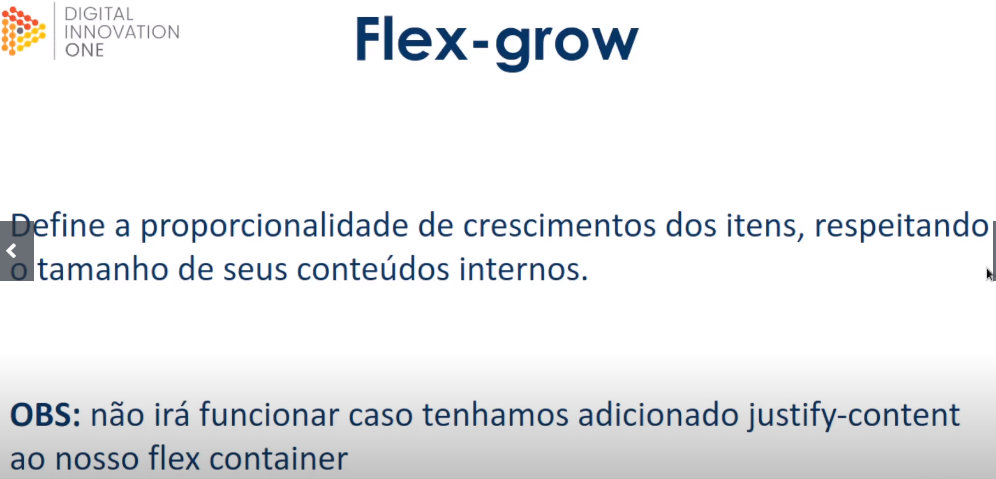 DIGITAL
INNOVATION
ONE
Flex-grow
Define a proporcionalidade de crescimentos dos itens, respeitando
o tamanho de seus conteúdos internos.
OBS: não irá funcionar caso tenhamos adicionado justify-content
ao nosso flex container